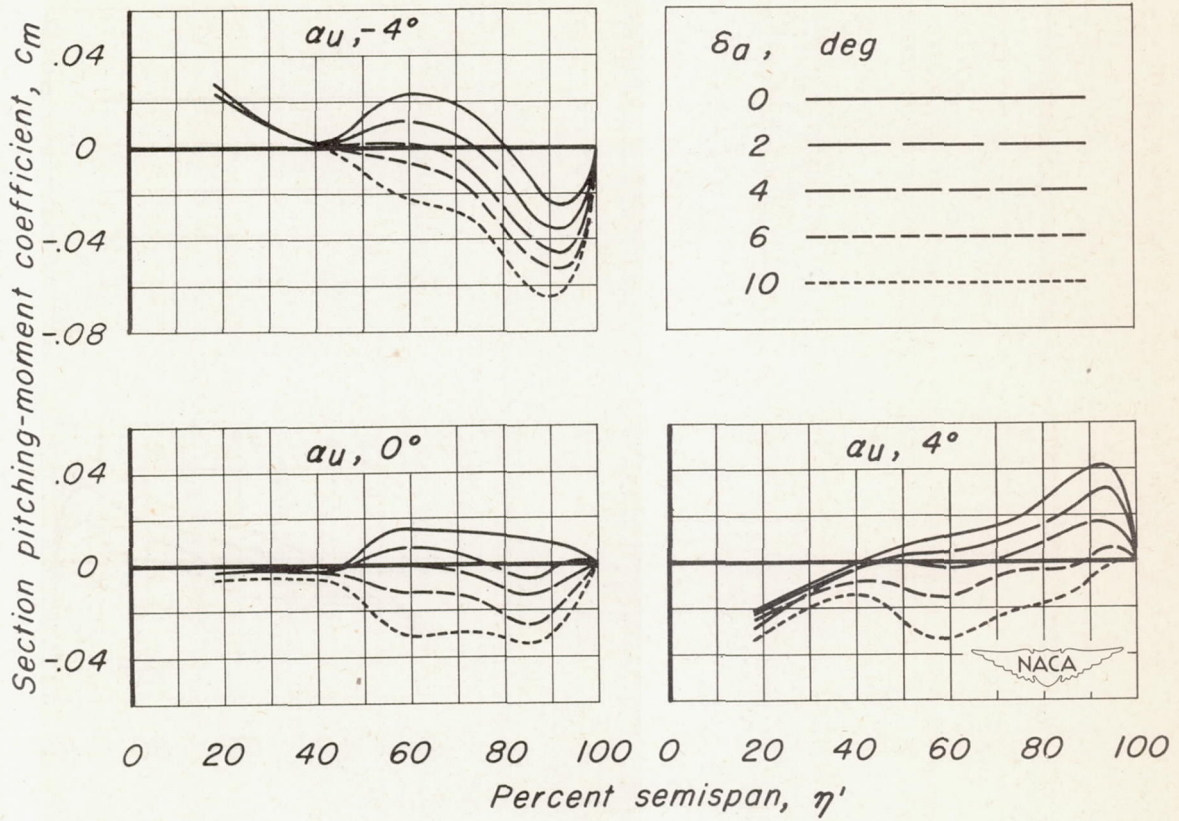 Section pitching-moment coefficient, cm
αu, -4°
.04
0
-.04
-.08
δa, deg
0
2
4
6
10
αu, 0°
.04
0
-.04
0 20 40 60 80 100
αu, 4°
NACA
0 20 40 60 80 100
Percent semispan, η'